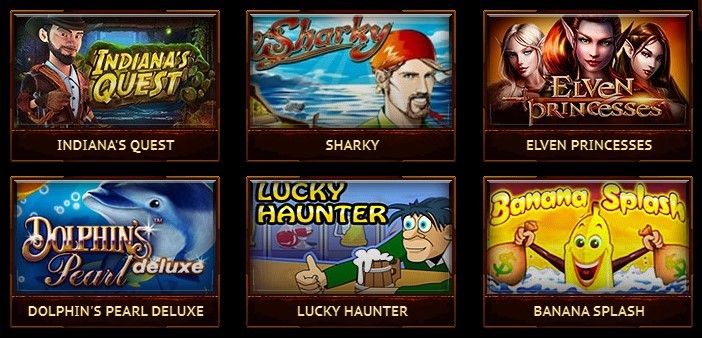 INDIANA'S
QUEST
INDIANA'S QUEST
Sharky
SHARKY
ELVEN
PRINCESSES
ELVEN PRINCESSES
DOLPHIN'S
Pearl deluxe
DOLPHIN'S PEARL DELUXE
LUCKY
HAUNTER
LUCKY HAUNTER
Banana Splash
BANANA SPLASH